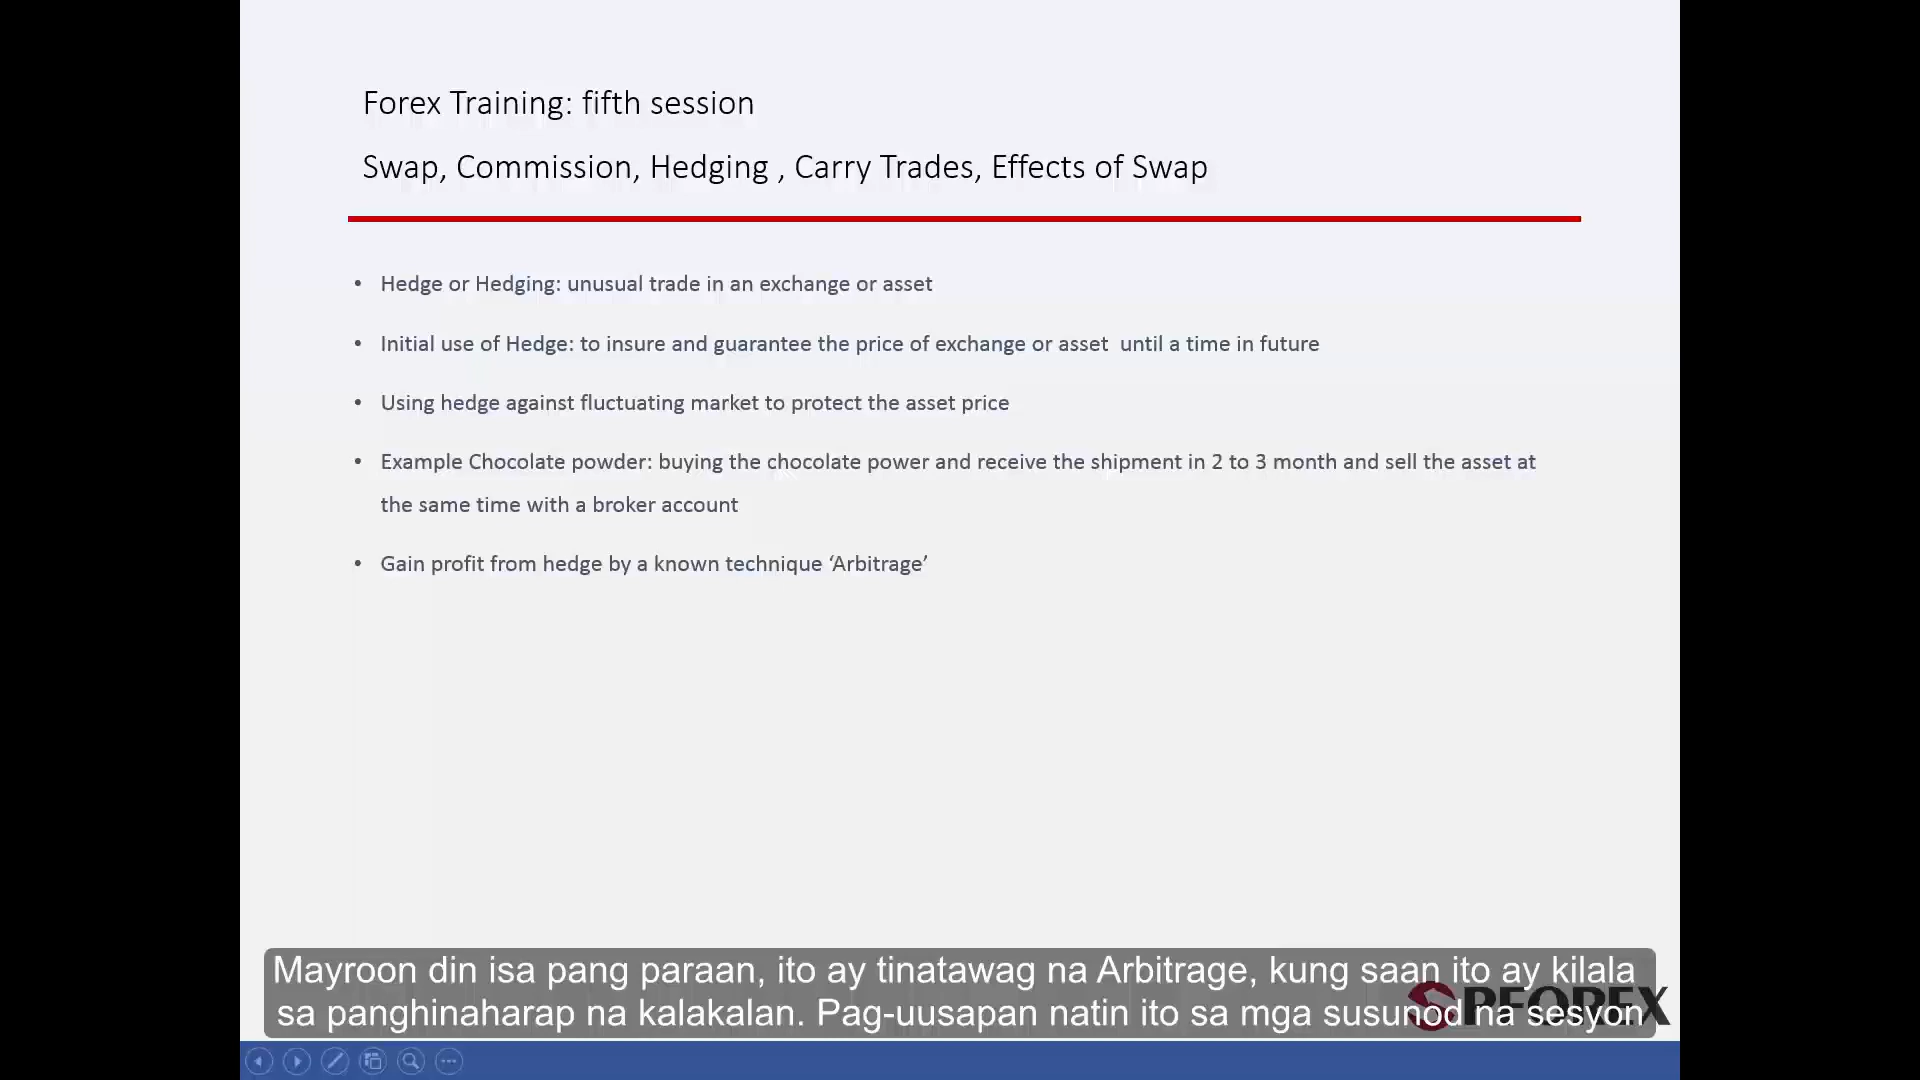 Forex Training: fifth session
Swap, Commission, Hedging , Carry Trades, Effects of Swap
• Hedge or Hedging: unusual trade in an exchange or asset
• Initial use of Hedge: to insure and guarantee the price of exchange or asset  until a time in future
• Using hedge against fluctuating market to protect the asset price
• Example Chocolate powder: buying the chocolate power and receive the shipment in 2 to 3 month and sell the asset at
the same time with a broker account
• Gain profit from hedge by a known technique ‘Arbitrage’
Mayroon din isa pang paraan, ito ay tinatawag na Arbitrage, kung saan ito ay kilala
sa panghinaharap na kalakalan. Pag-uusapan natin ito sa mga susunod na sesyon